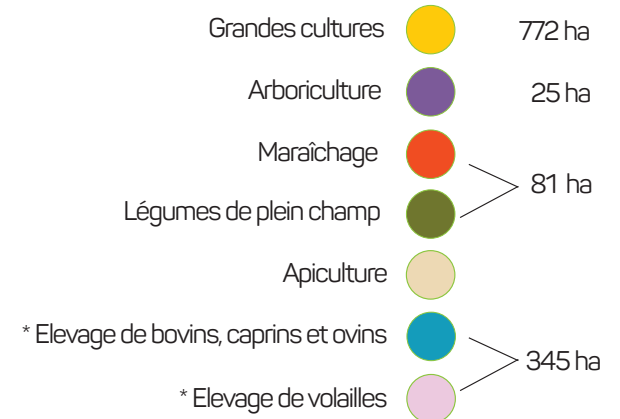 Grandes cultures 772 ha
Arboriculture 25 ha
Maraîchage
81 ha
Légumes de plein champ
Apiculture
* Elevage de bovins, caprins et ovins
345 ha
* Elevage de volailles